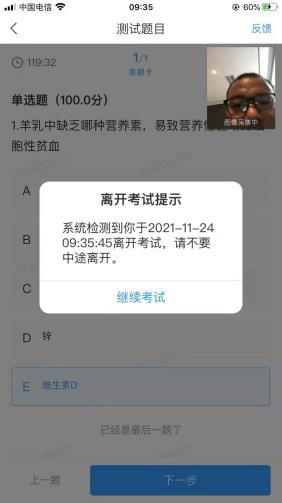 中国电信
09:35
60%
测试题目
反馈
119:32
1/1
答题卡
图像采集中
单选题（100.0分）
1.羊乳中缺乏哪种营养素，易致营养
胞性贫血
A
离开考试提示
系统检测到你于2021-11-24
09:35:45离开考试，请不要
中途离开。
继续考试
B
C
D 锌
E 维生素D
已经是最后一题了
上一题
下一步